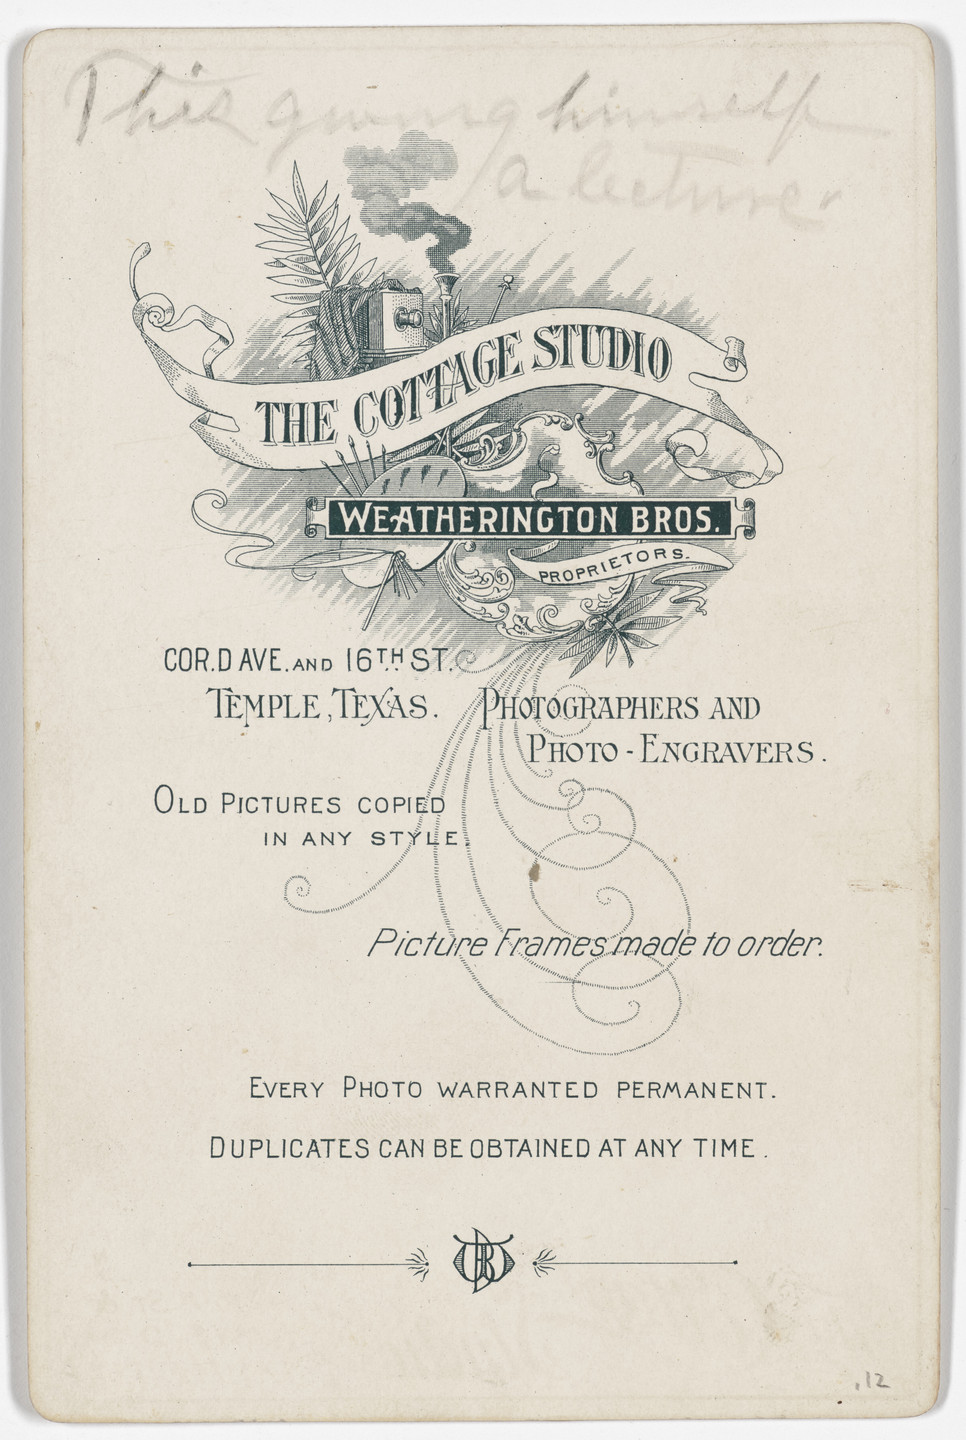 This giving himself
a lecture"
THE COTTAGE STUDIO
WEATHERINGTON BROS.
PROPRIETORS.
COR. D AVE. AND 16TH ST.
TEMPLE, TEXAS.
PHOTOGRAPHERS AND
PHOTO-ENGRAVERS.
OLD PICTURES COPIED
IN ANY STYLE.
Picture Frames made to order.
EVERY PHOTO WARRANTED PERMANENT.
DUPLICATES CAN BE OBTAINED AT ANY TIME.
.12